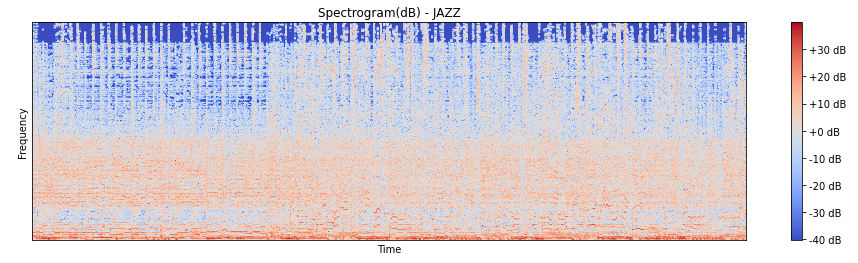 Spectrogram(dB) - JAZZ
Frequency
Time
+30 dB
+20 dB
+10 dB
+0 dB
-10 dB
-20 dB
-30 dB
-40 dB